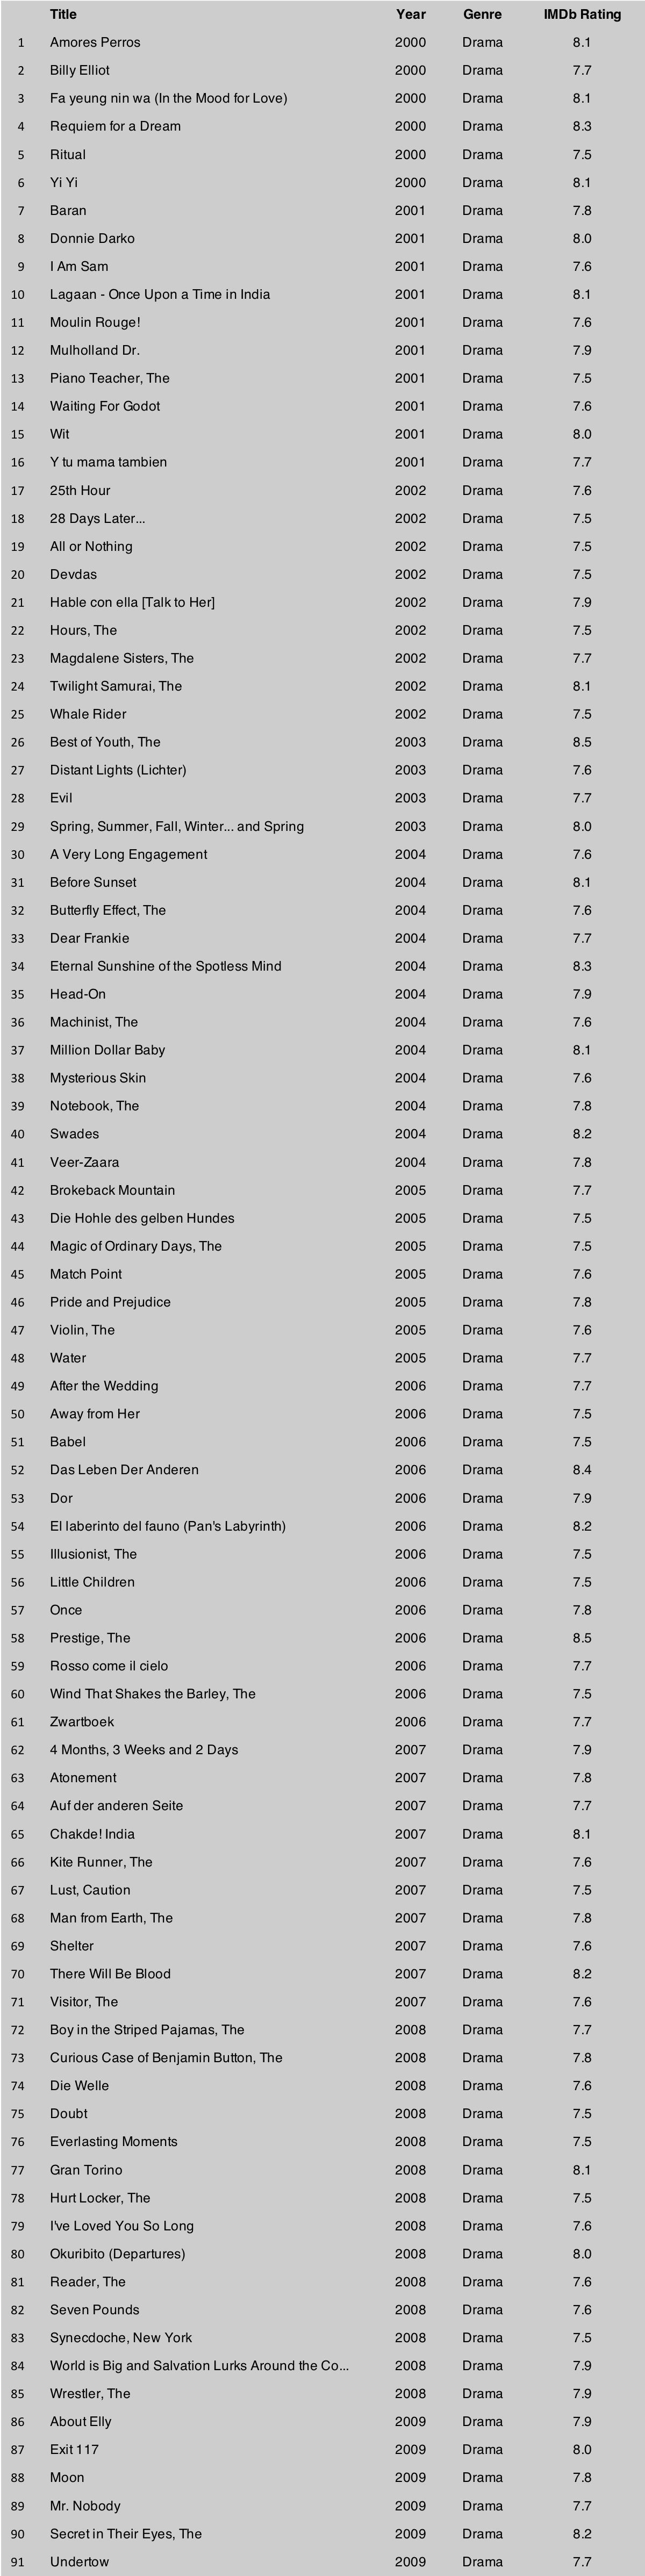 Title Year Genre IMDb Rating
1 Amores Perros 2000 Drama 8.1
2 Billy Elliot 2000 Drama 7.7
3 Fa yeung nin wa (In the Mood for Love) 2000 Drama 8.1
4 Requiem for a Dream 2000 Drama 8.3
5 Ritual 2000 Drama 7.5
6 Yi Yi 2000 Drama 8.1
7 Baran 2001 Drama 7.8
8 Donnie Darko 2001 Drama 8.0
9 I Am Sam 2001 Drama 7.6
10 Lagaan - Once Upon a Time in India 2001 Drama 8.1
11 Moulin Rouge! 2001 Drama 7.6
12 Mulholland Dr. 2001 Drama 7.9
13 Piano Teacher, The 2001 Drama 7.5
14 Waiting For Godot 2001 Drama 7.6
15 Wit 2001 Drama 8.0
16 Y tu mama tambien 2001 Drama 7.7
17 25th Hour 2002 Drama 7.6
18 28 Days Later... 2002 Drama 7.5
19 All or Nothing 2002 Drama 7.5
20 Devdas 2002 Drama 7.5
21 Hable con ella [Talk to Her] 2002 Drama 7.9
22 Hours, The 2002 Drama 7.5
23 Magdalene Sisters, The 2002 Drama 7.7
24 Twilight Samurai, The 2002 Drama 8.1
25 Whale Rider 2002 Drama 7.5
26 Best of Youth, The 2003 Drama 8.5
27 Distant Lights (Lichter) 2003 Drama 7.6
28 Evil 2003 Drama 7.7
29 Spring, Summer, Fall, Winter... and Spring 2003 Drama 8.0
30 A Very Long Engagement 2004 Drama 7.6
31 Before Sunset 2004 Drama 8.1
32 Butterfly Effect, The 2004 Drama 7.6
33 Dear Frankie 2004 Drama 7.7
34 Eternal Sunshine of the Spotless Mind 2004 Drama 8.3
35 Head-On 2004 Drama 7.9
36 Machinist, The 2004 Drama 7.6
37 Million Dollar Baby 2004 Drama 8.1
38 Mysterious Skin 2004 Drama 7.6
39 Notebook, The 2004 Drama 7.8
40 Swades 2004 Drama 8.2
41 Veer-Zaara 2004 Drama 7.8
42 Brokeback Mountain 2005 Drama 7.7
43 Die Hohle des gelben Hundes 2005 Drama 7.5
44 Magic of Ordinary Days, The 2005 Drama 7.5
45 Match Point 2005 Drama 7.6
46 Pride and Prejudice 2005 Drama 7.8
47 Violin, The 2005 Drama 7.6
48 Water 2005 Drama 7.7
49 After the Wedding 2006 Drama 7.7
50 Away from Her 2006 Drama 7.5
51 Babel 2006 Drama 7.5
52 Das Leben Der Anderen 2006 Drama 8.4
53 Dor 2006 Drama 7.9
54 El laberinto del fauno (Pan's Labyrinth) 2006 Drama 8.2
55 Illusionist, The 2006 Drama 7.5
56 Little Children 2006 Drama 7.5
57 Once 2006 Drama 7.8
58 Prestige, The 2006 Drama 8.5
59 Rosso come il cielo 2006 Drama 7.7
60 Wind That Shakes the Barley, The 2006 Drama 7.5
61 Zwartboek 2006 Drama 7.7
62 4 Months, 3 Weeks and 2 Days 2007 Drama 7.9
63 Atonement 2007 Drama 7.8
64 Auf der anderen Seite 2007 Drama 7.7
65 Chakde! India 2007 Drama 8.1
66 Kite Runner, The 2007 Drama 7.6
67 Lust, Caution 2007 Drama 7.5
68 Man from Earth, The 2007 Drama 7.8
69 Shelter 2007 Drama 7.6
70 There Will Be Blood 2007 Drama 8.2
71 Visitor, The 2007 Drama 7.6
72 Boy in the Striped Pajamas, The 2008 Drama 7.7
73 Curious Case of Benjamin Button, The 2008 Drama 7.8
74 Die Welle 2008 Drama 7.6
75 Doubt 2008 Drama 7.5
76 Everlasting Moments 2008 Drama 7.5
77 Gran Torino 2008 Drama 8.1
78 Hurt Locker, The 2008 Drama 7.5
79 I've Loved You So Long 2008 Drama 7.6
80 Okuribito (Departures) 2008 Drama 8.0
81 Reader, The 2008 Drama 7.6
82 Seven Pounds 2008 Drama 7.6
83 Synecdoche, New York 2008 Drama 7.5
84 World is Big and Salvation Lurks Around the Co... 2008 Drama 7.9
85 Wrestler, The 2008 Drama 7.9
86 About Elly 2009 Drama 7.9
87 Exit 117 2009 Drama 8.0
88 Moon 2009 Drama 7.8
89 Mr. Nobody 2009 Drama 7.7
90 Secret in Their Eyes, The 2009 Drama 8.2
91 Undertow 2009 Drama 7.7